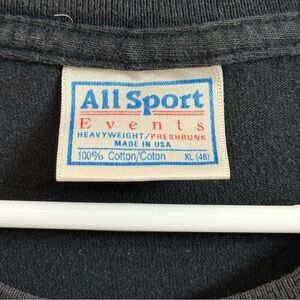 All Sport
Events
HEAVYWEIGHT/PRESHRUNK
MADE IN USA
100% Cotton/Coton XL (48)